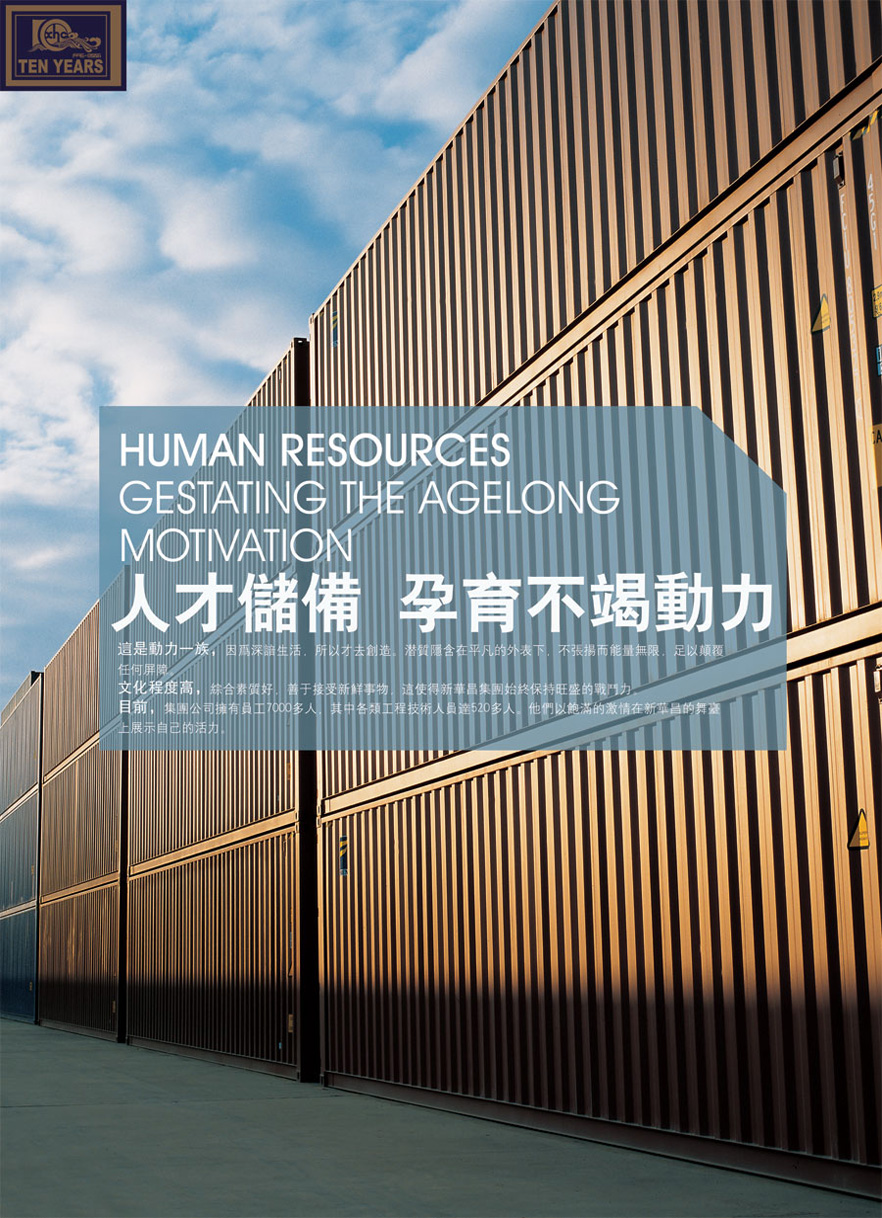 xhc
TEN YEARS
45G1
HUMAN RESOURCES
GESTATING THE AGELONG
MOTIVATION
人才儲備 孕育不竭動力
這是動力一族，因爲深諳生活，所以才去創造。潛質隱含在平凡的外表下，不張揚而能量無限，足以顛覆
任何屏障。
文化程度高，綜合素質好，善于接受新鮮事物，這使得新華昌集團始終保持旺盛的戰鬥力。
目前，集團公司擁有員工7000多人，其中各類工程技術人員達520多人。他們以飽滿的激情在新華昌的舞臺
上展示自己的活力。